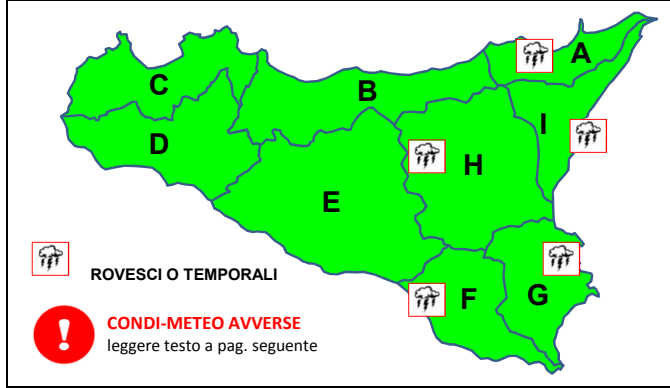 A
C
B
I
D
H
E
ROVESCI O TEMPORALI
F
G
CONDI-METEO AVVERSE
leggere testo a pag. seguente